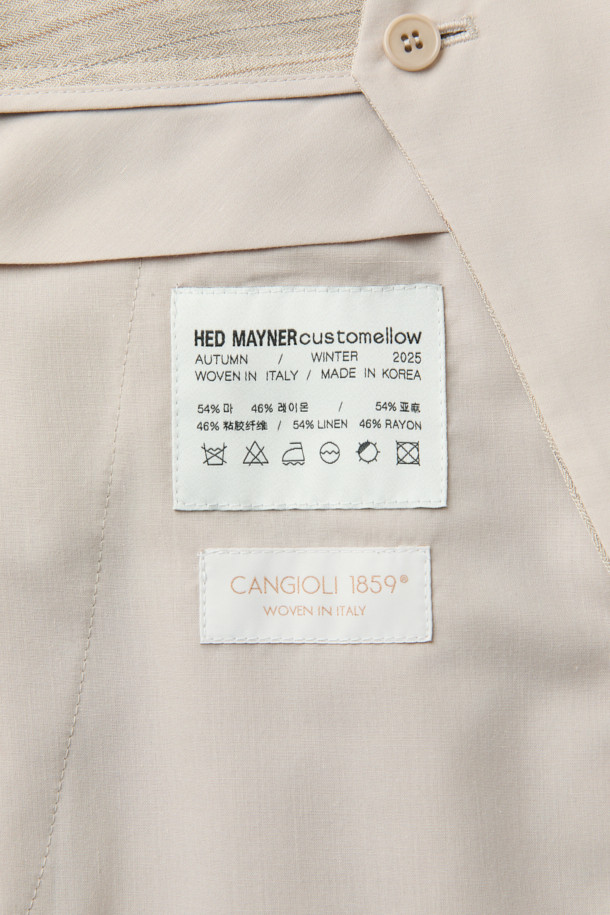 HED MAYNERcustomellow
AUTUMN / WINTER 2025
WOVEN IN ITALY / MADE IN KOREA
54% 마 46% 레이온 / 54% 亚麻
46% 粘胶纤维 / 54% LINEN 46% RAYON
CANGIOLI 1859®
WOVEN IN ITALY